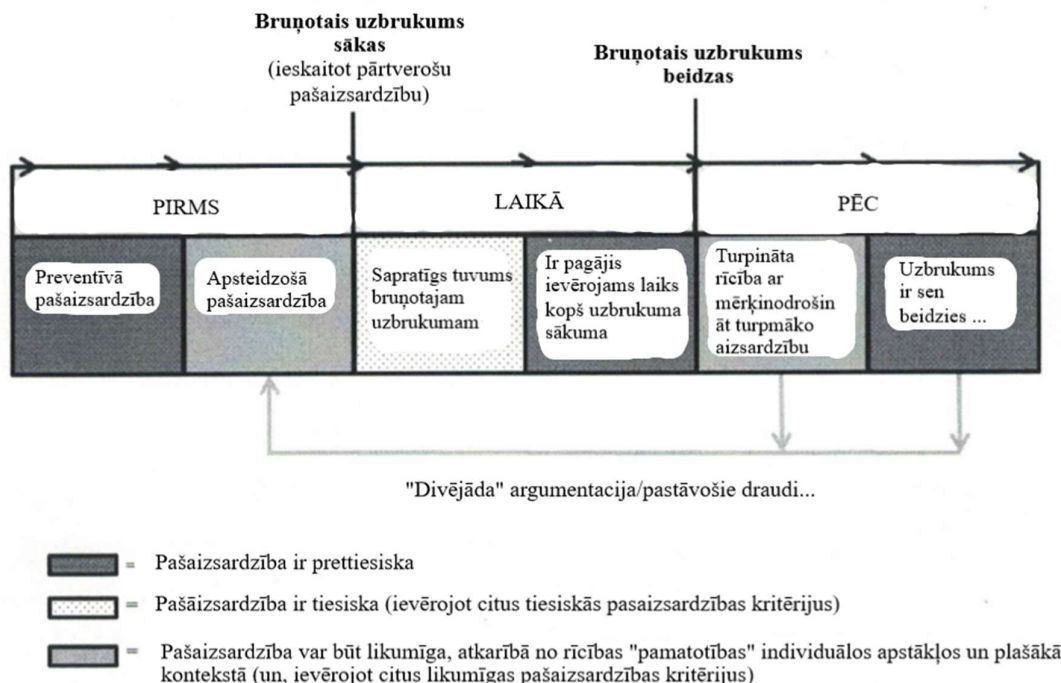 Bruņotais uzbrukums
sākas
(ieskaitot pārtverošu
pašaizsardzību)
Bruņotais uzbrukums
beidzas
PIRMS
LAIKĀ
PĒC
Preventīvā
pašaizsardzība
Apsteidzošā
pašaizsardzība
Sapratīgs tuvums
bruņotajam
uzbrukumam
Ir pagājis
ievērojams laiks
kopš uzbrukuma
sākuma
Turpināta
rīcība ar
mērķinodrošin
āt turpmāko
aizsardzību
Uzbrukums
ir sen
beidzies ...
"Divējāda" argumentacija/pastāvošie draudi...
= Pašaizsardzība ir prettiesiska
= Pašāizsardzība ir tiesiska (ievērojot citus tiesiskās pasaizsardzības kritērijus)
= Pašaizsardzība var būt likumīga, atkarībā no rīcības "pamatotības" individuālos apstākļos un plašākā
kontekstā (un, ievērojot citus likumīgas pašaizsardzības kritērijus)